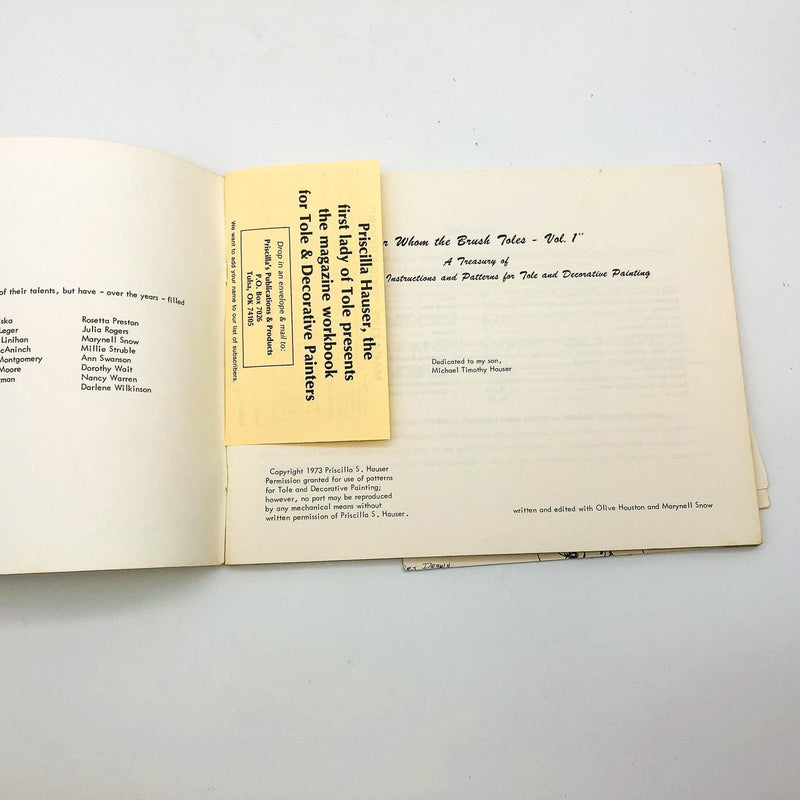 of their talents, but have - over the years - filled
Rosetta Preston
Leger Julia Rogers
Linihan Marynell Snow
Millie Struble
Montgomery Ann Swanson
Moore Dorothy Wait
Nancy Warren
Darlene Wilkinson
Priscilla Hauser, the
first lady of Tole presents
the magazine workbook
for Tole & Decorative Painters
Drop in an envelope & mail to:
Priscilla's Publications & Products
P.O. Box 7026
Tulsa, OK 74105
We want to add your name to our list of subscribers.
Whom the Brush Toles - Vol. 1"
A Treasury of
Instructions and Patterns for Tole and Decorative Painting
Dedicated to my son,
Michael Timothy Hauser
Copyright 1973 Priscilla S. Hauser
Permission granted for use of patterns
for Tole and Decorative Painting;
however, no part may be reproduced
by any mechanical means without
written permission of Priscilla S. Hauser.
written and edited with Olive Houston and Marynell Snow